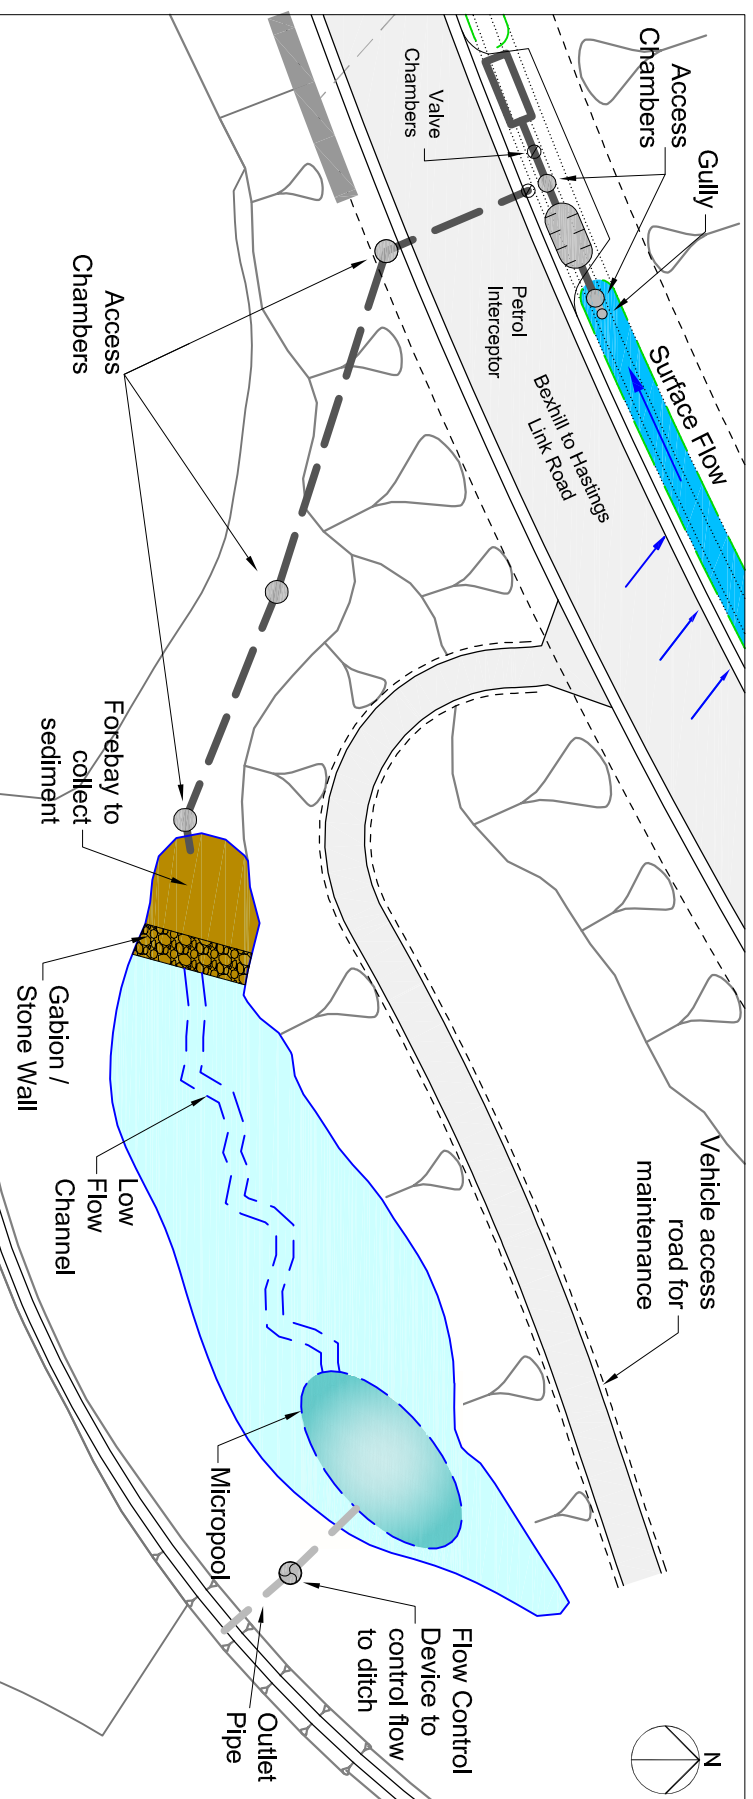 Gully
Access
Chambers
Valve
Chambers
Surface Flow
Petrol
Interceptor
Bexhill to Hastings
Link Road
Access
Chambers
Forebay to
collect
sediment
Gabion /
Stone Wall
Low
Flow
Channel
Vehicle access
road for
maintenance
Micropool
Flow Control
Device to
control flow
to ditch
Outlet
Pipe
N